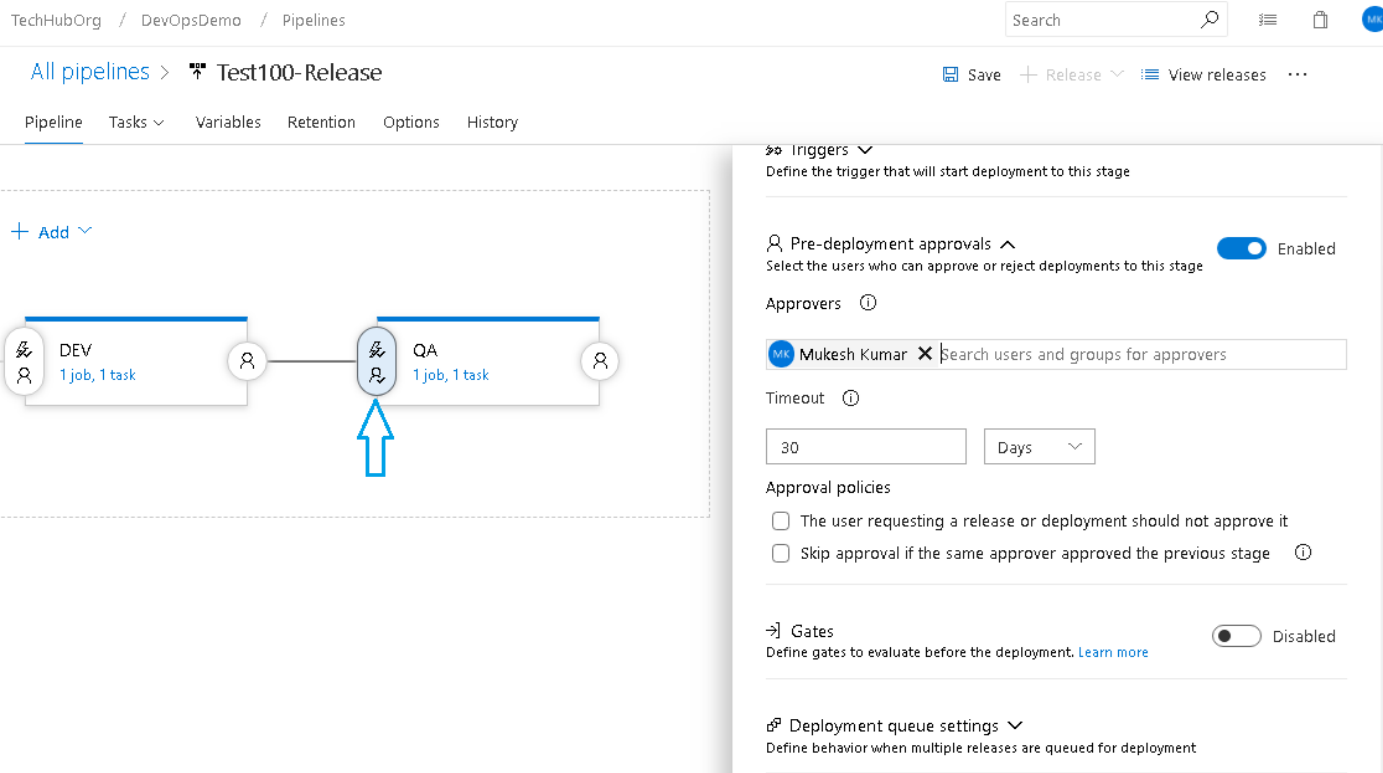 TechHubOrg / DevOpsDemo / Pipelines
Search
MK
All pipelines > Test100-Release
Save + Release View releases ...
Pipeline Tasks Variables Retention Options History
+ Add
DEV
1 job, 1 task
QA
1 job, 1 task
Triggers
Define the trigger that will start deployment to this stage
Pre-deployment approvals
Enabled
Select the users who can approve or reject deployments to this stage
Approvers
MK Mukesh Kumar Search users and groups for approvers
Timeout
30 Days
Approval policies
The user requesting a release or deployment should not approve it
Skip approval if the same approver approved the previous stage
Gates
Disabled
Define gates to evaluate before the deployment. Learn more
Deployment queue settings
Define behavior when multiple releases are queued for deployment